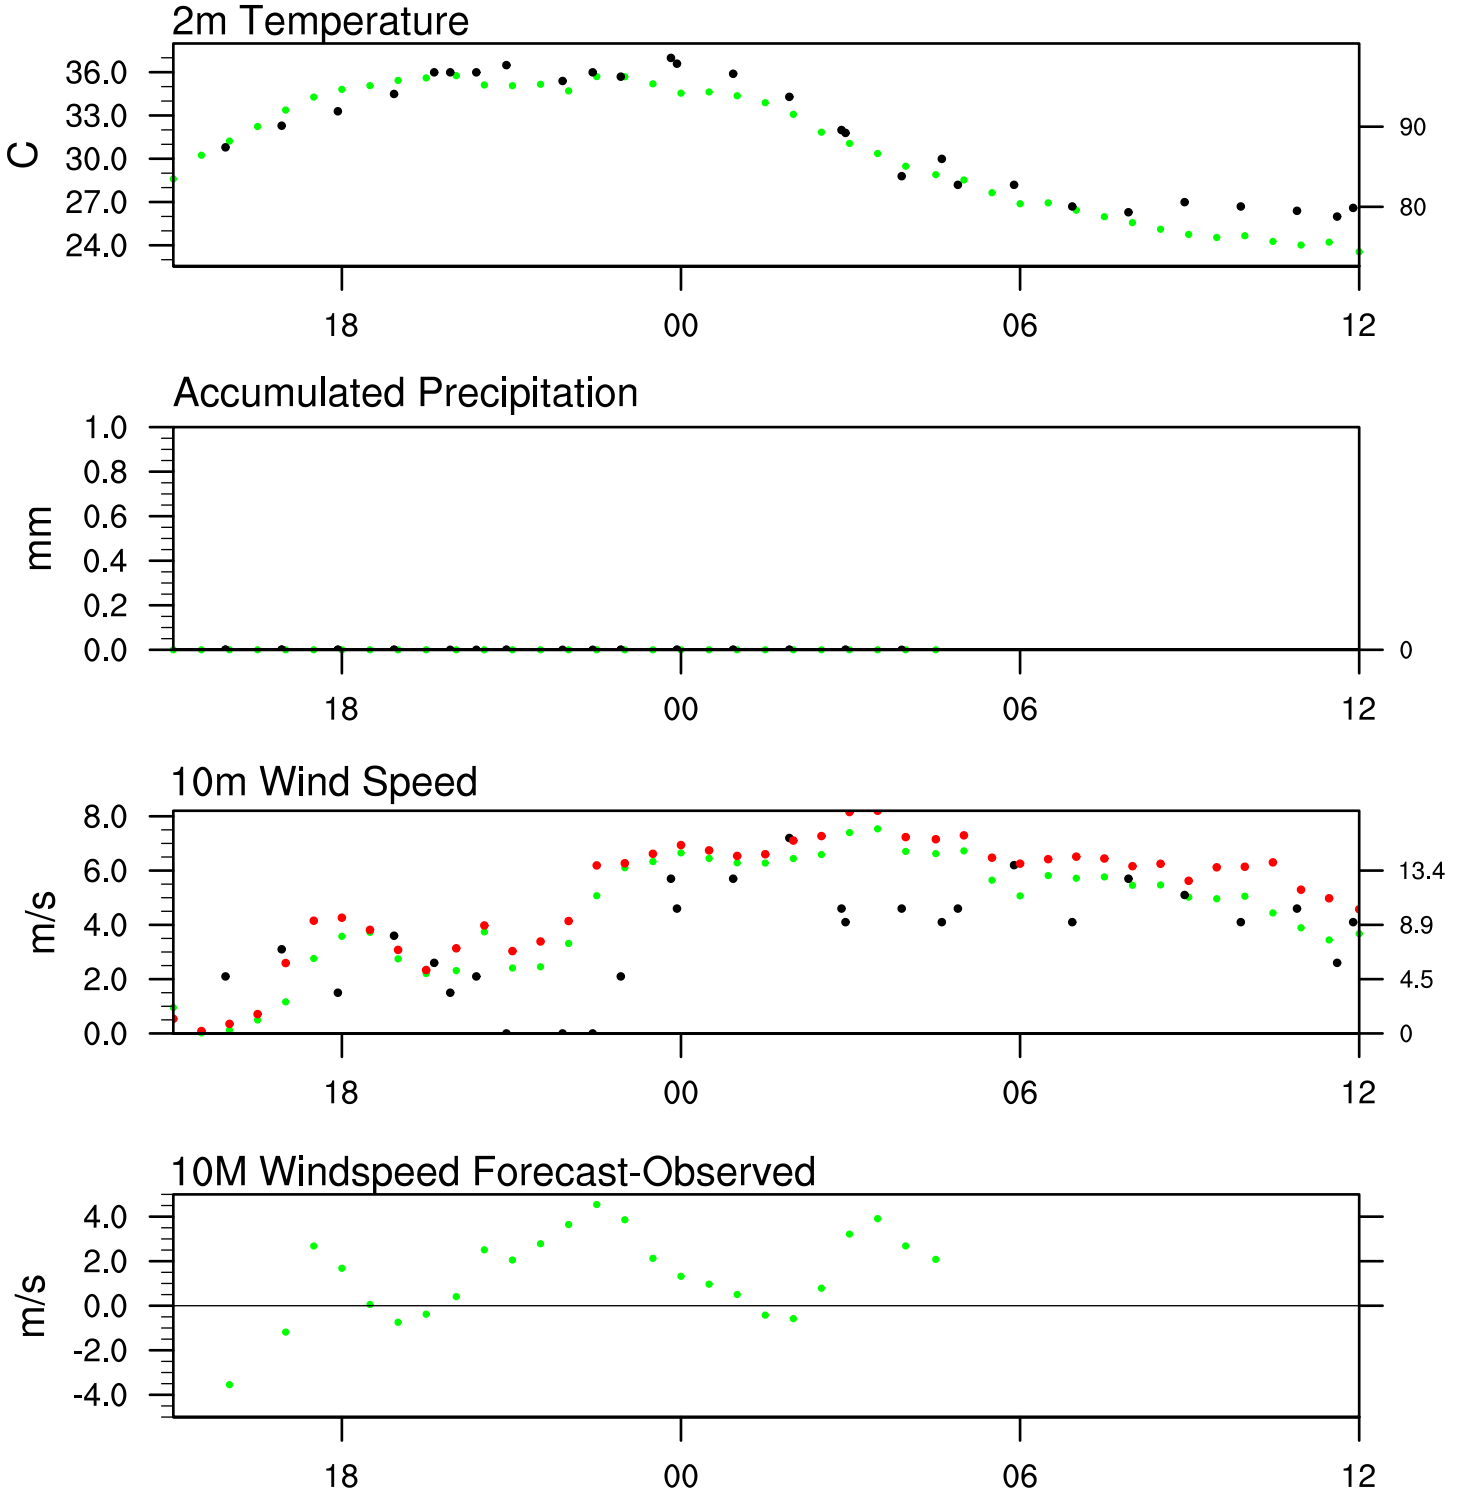 2m Temperature
36.0
33.0
90
C
30.0
27.0
80
24.0
18 00 06 12
Accumulated Precipitation
1.0
0.8
0.6
mm
0.4
0.2
0.0 0
18 00 06 12
10m Wind Speed
8.0
6.0 13.4
m/s
4.0 8.9
2.0 4.5
0.0 0
18 00 06 12
10M Windspeed Forecast-Observed
4.0
2.0
m/s
0.0
-2.0
-4.0
18 00 06 12